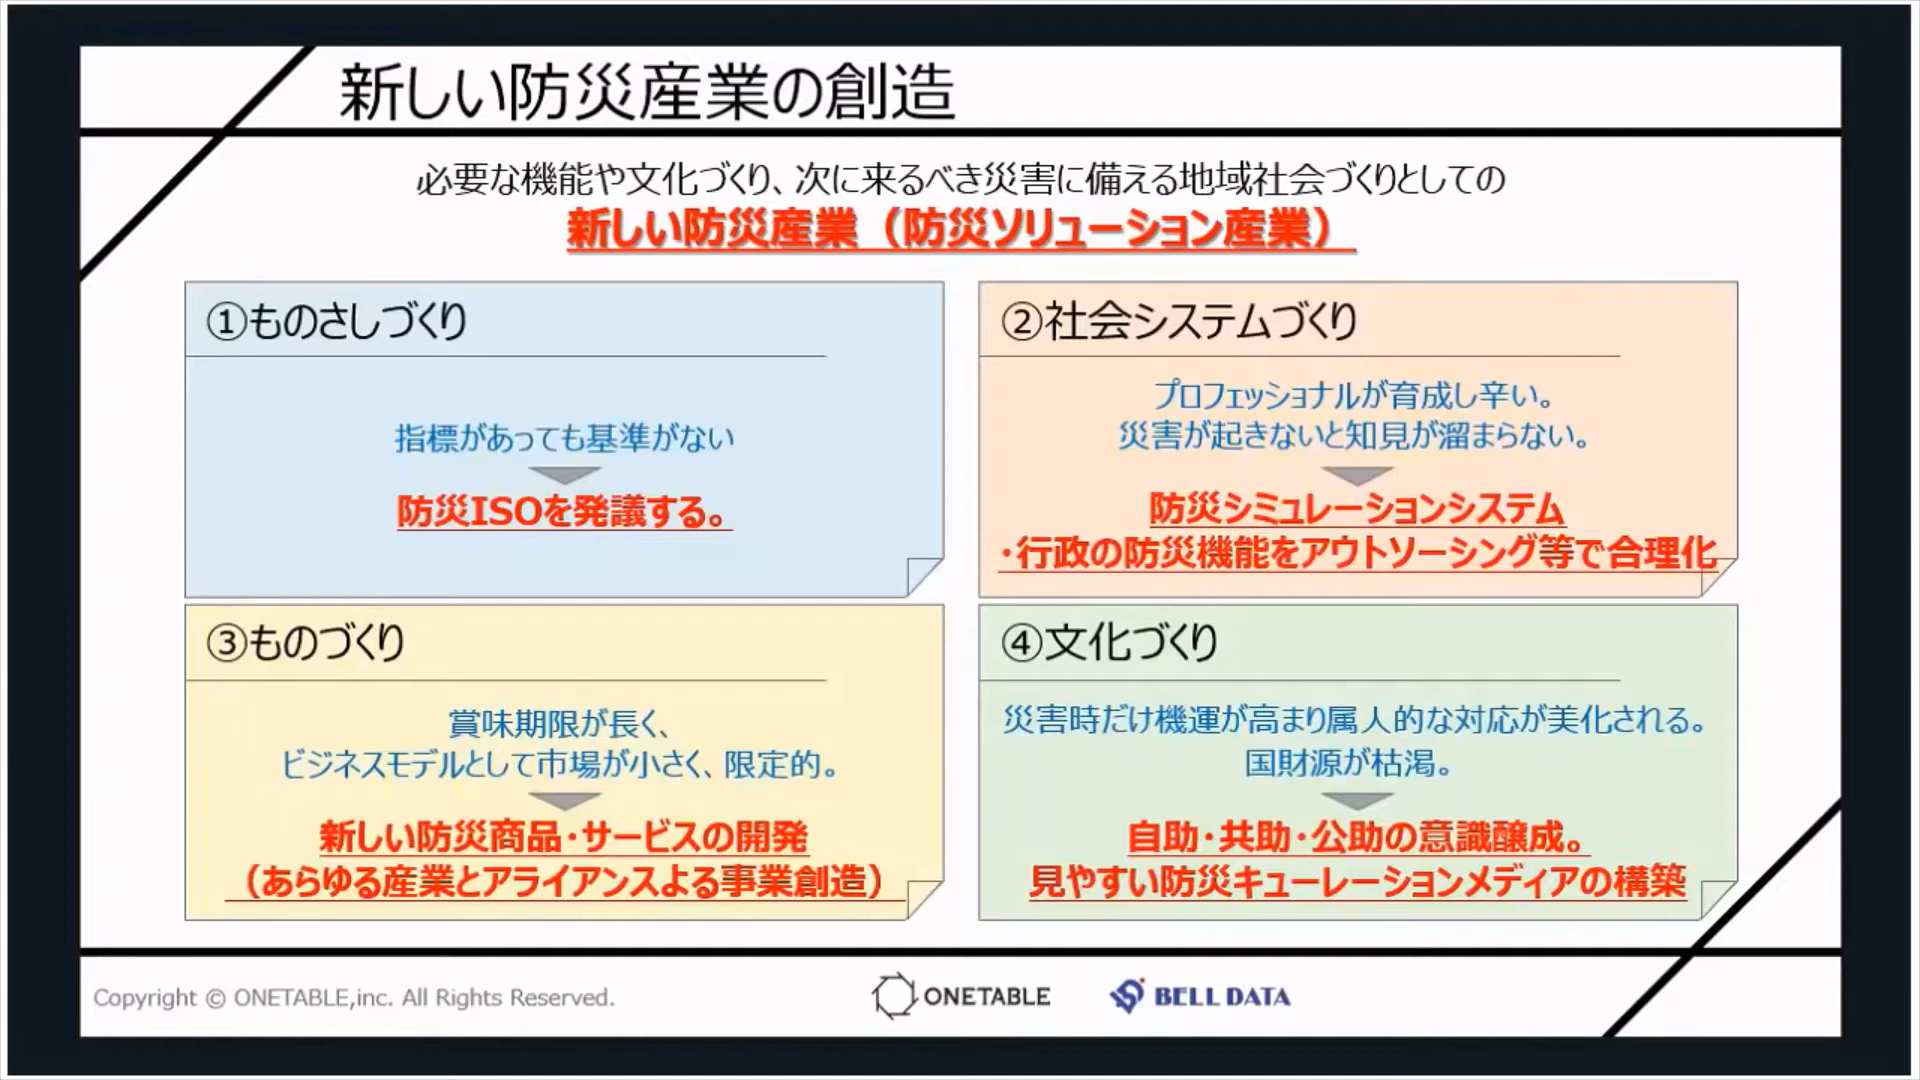 新しい防災産業の創造
必要な機能や文化づくり、次に来るべき災害に備える地域社会づくりとしての
新しい防災産業（防災ソリューション産業）
①ものさしづくり
指標があっても基準がない
防災ISOを発議する。
②社会システムづくり
プロフェッショナルが育成し辛い。
災害が起きないと知見が溜まらない。
防災シミュレーションシステム
・行政の防災機能をアウトソーシング等で合理化
③ものづくり
賞味期限が長く、
ビジネスモデルとして市場が小さく、限定的。
新しい防災商品・サービスの開発
（あらゆる産業とアライアンスよる事業創造）
④文化づくり
災害時だけ機運が高まり属人的な対応が美化される。
国財源が枯渇。
自助・共助・公助の意識醸成。
見やすい防災キューレーションメディアの構築
Copyright © ONETABLE,inc. All Rights Reserved.
ONETABLE
BELL DATA